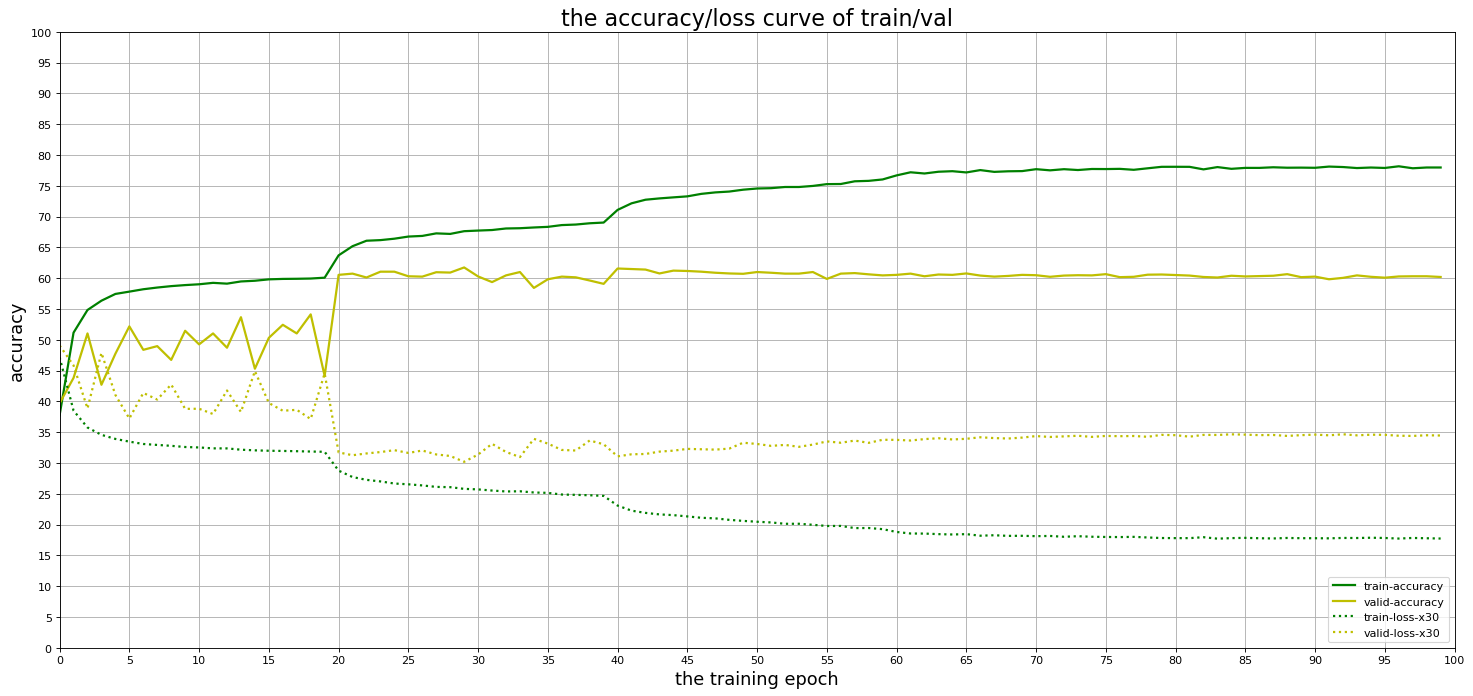 the accuracy/loss curve of train/val
100
95
90
85
80
75
70
65
60
55
50
45
40
35
30
25
20
15
10
5
0
accuracy
train-accuracy
valid-accuracy
train-loss-x30
valid-loss-x30
0 5 10 15 20 25 30 35 40 45 50 55 60 65 70 75 80 85 90 95 100
the training epoch